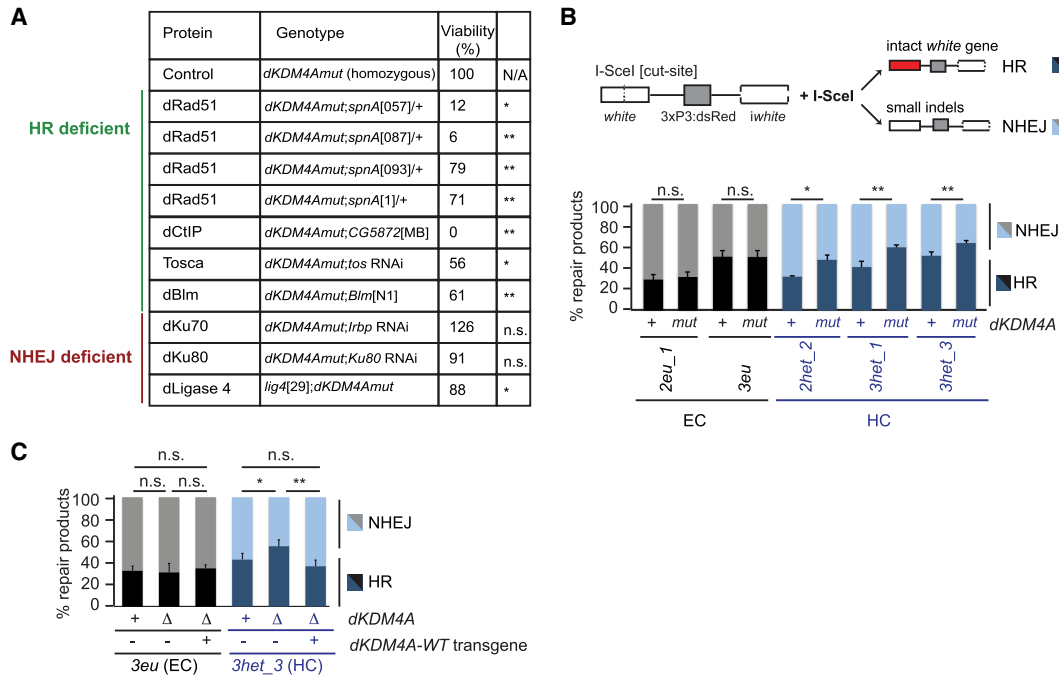 A
Protein Genotype Viability (%)
Control dKDM4Amut (homozygous) 100 N/A
HR deficient
dRad51 dKDM4Amut;spnA[057]/+ 12 *
dRad51 dKDM4Amut;spnA[087]/+ 6 **
dRad51 dKDM4Amut;spnA[093]/+ 79 **
dRad51 dKDM4Amut;spnA[1]/+ 71 **
dCtIP dKDM4Amut;CG5872[MB] 0 **
Tosca dKDM4Amut;tos RNAi 56 *
dBlm dKDM4Amut;Blm[N1] 61 **
NHEJ deficient
dKu70 dKDM4Amut;Irbp RNAi 126 n.s.
dKu80 dKDM4Amut;Ku80 RNAi 91 n.s.
dLigase 4 lig4[29];dKDM4Amut 88 *
B
I-SceI [cut-site]
white 3xP3:dsRed iwhite
+ I-SceI
intact white gene
HR
small indels
NHEJ
n.s. n.s. * ** **
% repair products
100
80
60
40
20
0
NHEJ
HR
+ mut + mut + mut + mut + mut dKDM4A
2eu_1 3eu 2het_2 3het_1 3het_3
EC HC
C
n.s. n.s.
n.s. n.s. * **
% repair products
100
80
60
40
20
0
NHEJ
HR
+ Δ Δ + Δ Δ dKDM4A
- - + - - + dKDM4A-WT transgene
3eu (EC) 3het_3 (HC)